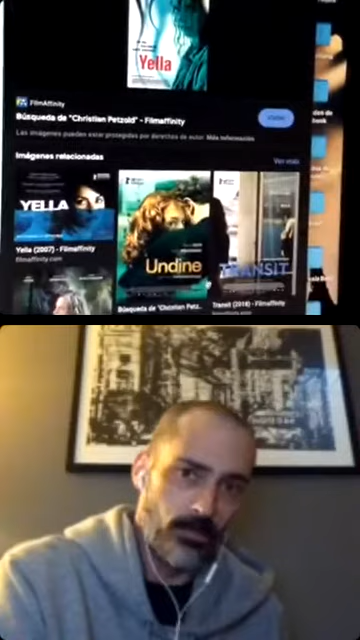 Yella
FilmAffinity
Búsqueda de "Christian Petzold" - Filmaffinity
Las imágenes pueden estar protegidas por derechos de autor. Más información
Imágenes relacionadas
Ver más
YELLA
Undine
TRANSIT
Yella (2007) - Filmaffinity
filmaffinity.com
Búsqueda de "Christian Petz...
Transit (2018) - Filmaffinity